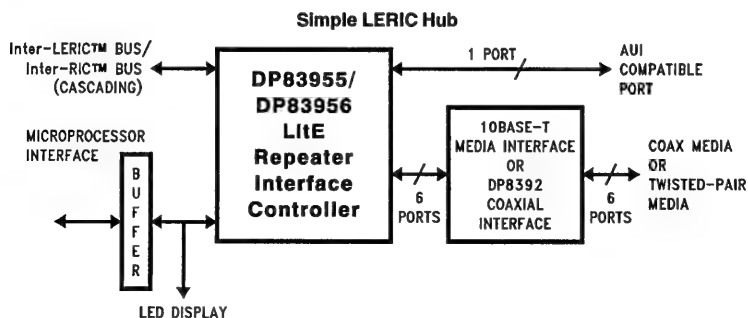 Simple LERIC Hub
Inter-LERIC™ BUS/
Inter-RIC™ BUS
(CASCADING)
DP83955/
DP83956
LitE
Repeater
Interface
Controller
1 PORT
AUI
COMPATIBLE
PORT
MICROPROCESSOR
INTERFACE
BUFFER
10BASE-T
MEDIA INTERFACE
OR
DP8392
COAXIAL
INTERFACE
6
PORTS
6
PORTS
COAX MEDIA
OR
TWISTED-PAIR
MEDIA
LED DISPLAY